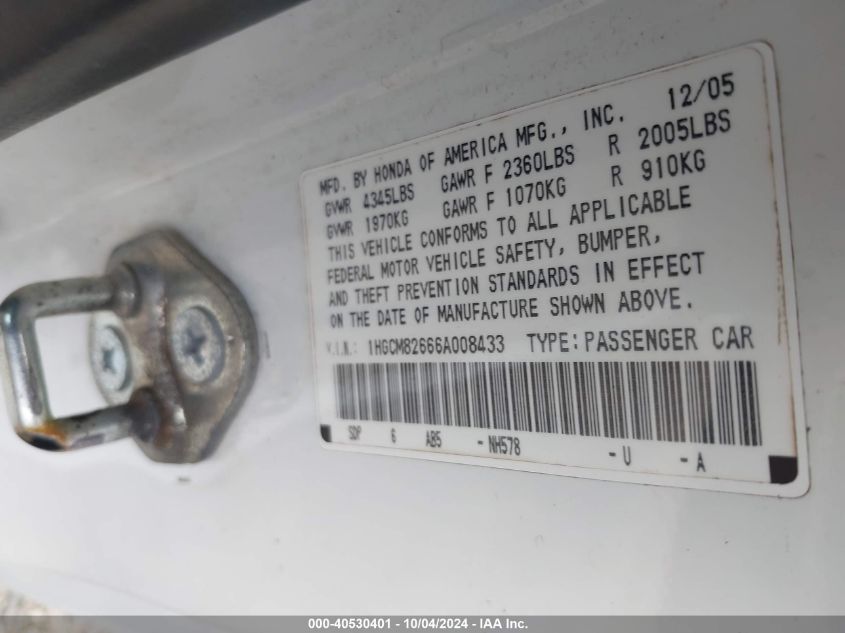 12/05
MFD. BY HONDA OF AMERICA MFG., INC.
GVWR 4345LBS GAWR F 2360LBS R 2005LBS
GVWR 1970KG GAWR F 1070KG R 910KG
THIS VEHICLE CONFORMS TO ALL APPLICABLE
FEDERAL MOTOR VEHICLE SAFETY, BUMPER,
AND THEFT PREVENTION STANDARDS IN EFFECT
ON THE DATE OF MANUFACTURE SHOWN ABOVE.
V.I.N.: 1HGCM82666A008433 TYPE:PASSENGER CAR
SDP 6 AB5 -NH578 -U -A
000-40530401 - 10/04/2024 - IAA Inc.